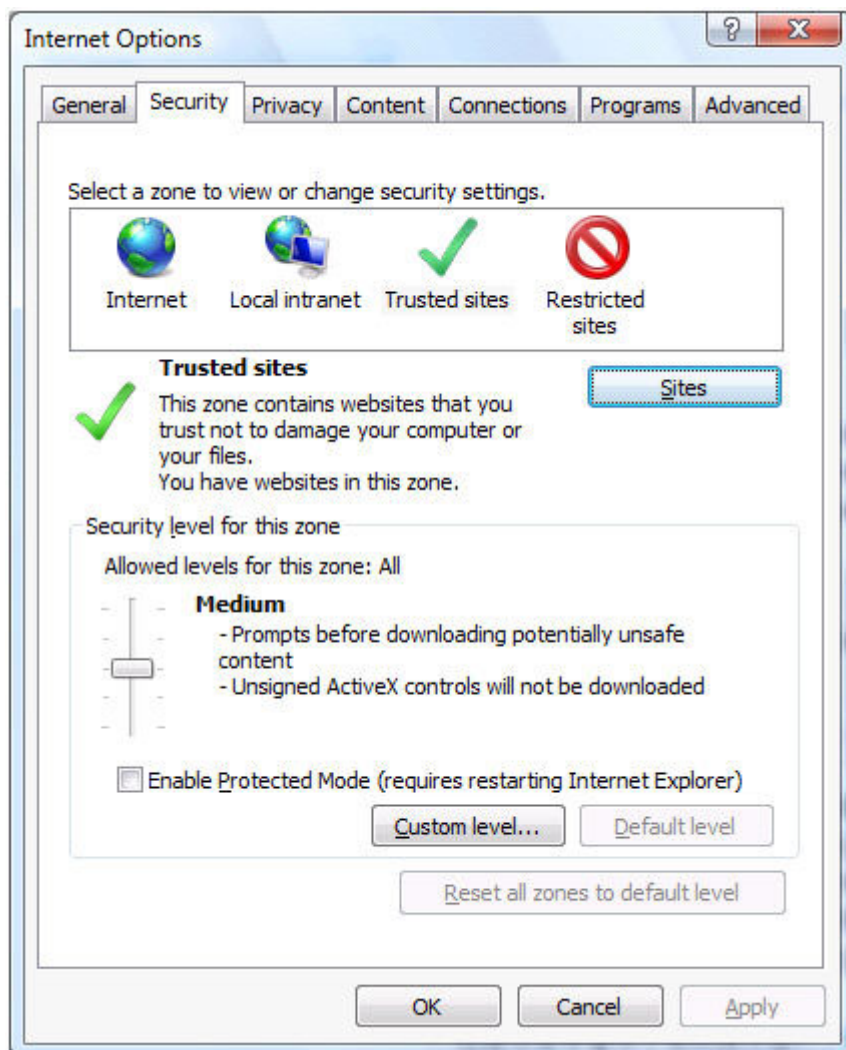 Internet Options
General Security Privacy Content Connections Programs Advanced
Select a zone to view or change security settings.
Internet Local intranet Trusted sites Restricted
sites
Trusted sites
Sites
This zone contains websites that you
trust not to damage your computer or
your files.
You have websites in this zone.
Security level for this zone
Allowed levels for this zone: All
Medium
- Prompts before downloading potentially unsafe
content
- Unsigned ActiveX controls will not be downloaded
Enable Protected Mode (requires restarting Internet Explorer)
Custom level... Default level
Reset all zones to default level
OK Cancel Apply